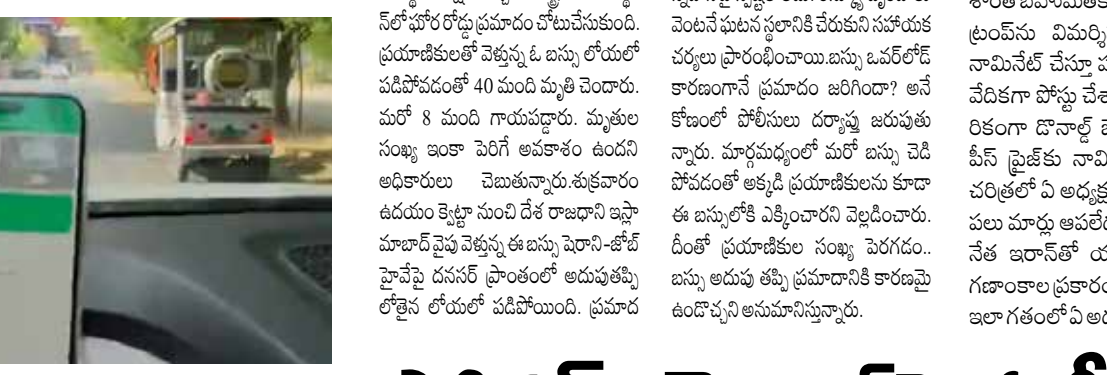 న్‌లో ఘోర రోడ్డు ప్రమాదం చోటుచేసుకుంది.
ప్రయాణికులతో వెళ్తున్న ఓ బస్సు లోయలో
పడిపోవడంతో 40 మంది మృతి చెందారు.
మరో 8 మంది గాయపడ్డారు. మృతుల
సంఖ్య ఇంకా పెరిగే అవకాశం ఉందని
అధికారులు చెబుతున్నారు.శుక్రవారం
ఉదయం క్వెట్టా నుంచి దేశ రాజధాని ఇస్లా
మాబాద్ వైపు వెళ్తున్న ఈ బస్సు షెరాని-జోబ్
హైవేపై దనసర్ ప్రాంతంలో అదుపుతప్పి
లోతైన లోయలో పడిపోయింది. ప్రమాద
వెంటనే ఘటన స్థలానికి చేరుకుని సహాయక
చర్యలు ప్రారంభించాయి.బస్సు ఒవర్‌లోడ్
కారణంగానే ప్రమాదం జరిగిందా? అనే
కోణంలో పోలీసులు దర్యాప్తు జరుపుతు
న్నారు. మార్గమధ్యంలో మరో బస్సు చెడి
పోవడంతో అక్కడి ప్రయాణికులను కూడా
ఈ బస్సులోకి ఎక్కించారని వెల్లడించారు.
దీంతో ప్రయాణికుల సంఖ్య పెరగడం..
బస్సు అదుపు తప్పి ప్రమాదానికి కారణమై
ఉండొచ్చని అనుమానిస్తున్నారు.
ట్రంప్‌ను విమర్శి
నామినేట్ చేస్తూ
వేదికగా పోస్టు చేశ
రికంగా డొనాల్డ్
పీస్ ప్రైజ్‌కు నామి
చరిత్రలో ఏ అధ్యక్ష
పలు మార్లు ఆపలే
నేత ఇరాన్‌తో
గణాంకాల ప్రకారం
ఇలా గతంలో ఏ